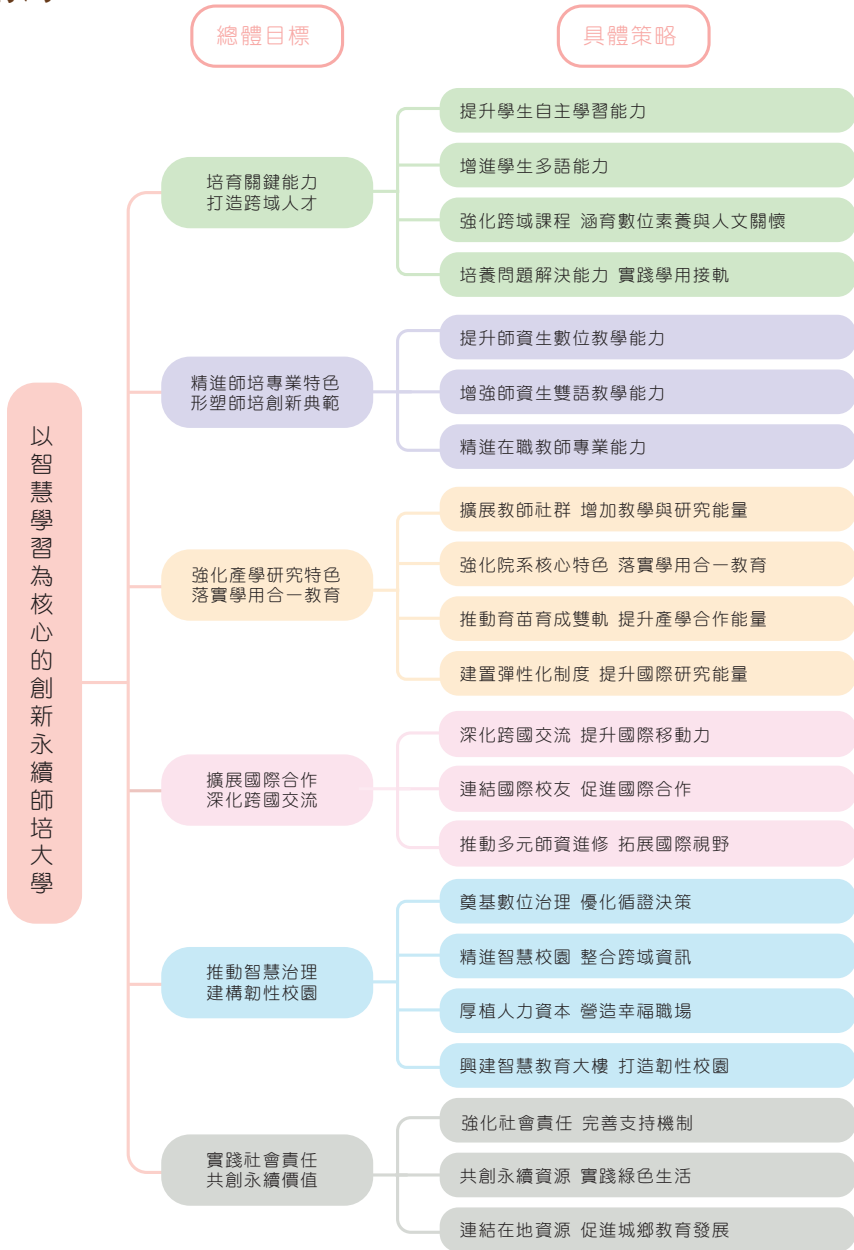 總體目標
具體策略
以智慧學習為核心的創新永續師培大學
培育關鍵能力
打造跨域人才
提升學生自主學習能力
增進學生多語能力
強化跨域課程 涵育數位素養與人文關懷
培養問題解決能力 實踐學用接軌
精進師培專業特色
形塑師培創新典範
提升師資生數位教學能力
增強師資生雙語教學能力
精進在職教師專業能力
強化產學研究特色
落實學用合一教育
擴展教師社群 增加教學與研究能量
強化院系核心特色 落實學用合一教育
推動育苗育成雙軌 提升產學合作能量
建置彈性化制度 提升國際研究能量
擴展國際合作
深化跨國交流
深化跨國交流 提升國際移動力
連結國際校友 促進國際合作
推動多元師資進修 拓展國際視野
推動智慧治理
建構韌性校園
奠基數位治理 優化循證決策
精進智慧校園 整合跨域資訊
厚植人力資本 營造幸福職場
興建智慧教育大樓 打造韌性校園
實踐社會責任
共創永續價值
強化社會責任 完善支持機制
共創永續資源 實踐綠色生活
連結在地資源 促進城鄉教育發展